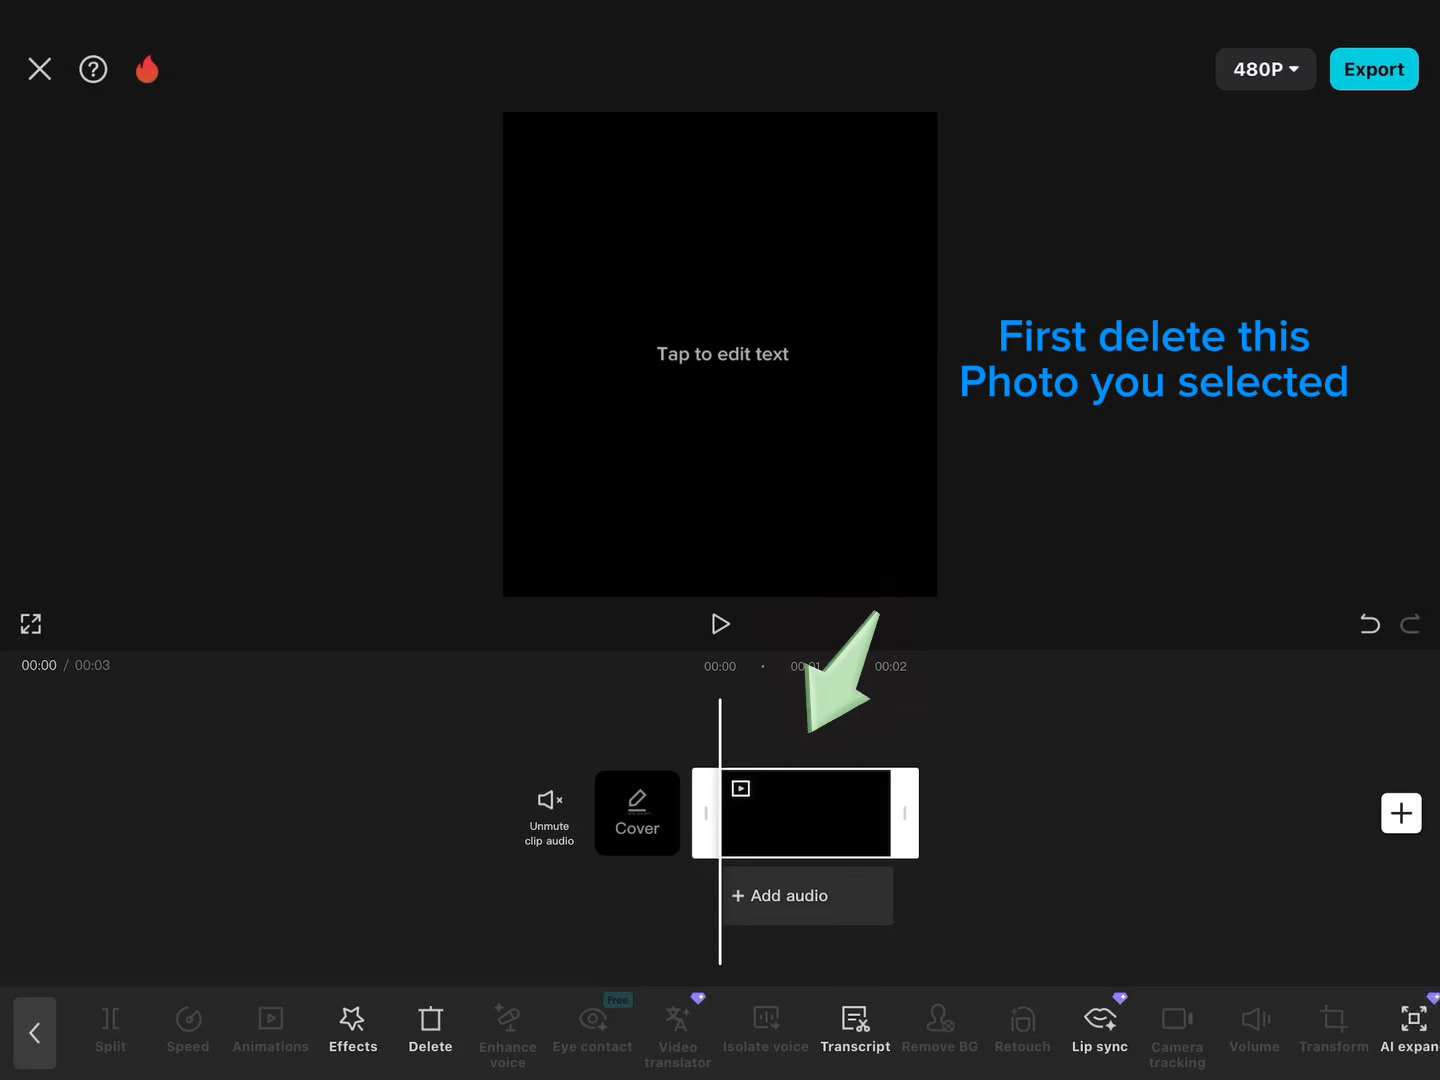 480P
Export
Tap to edit text
First delete this
Photo you selected
00:00 / 00:03
00:00
00:02
Unmute
clip audio
Cover
+ Add audio
Split
Speed
Animations
Effects
Delete
Enhance
voice
Free
Eye contact
Video
translator
Isolate voice
Transcript
Remove BG
Retouch
Lip sync
Camera
tracking
Volume
Transform
AI expan